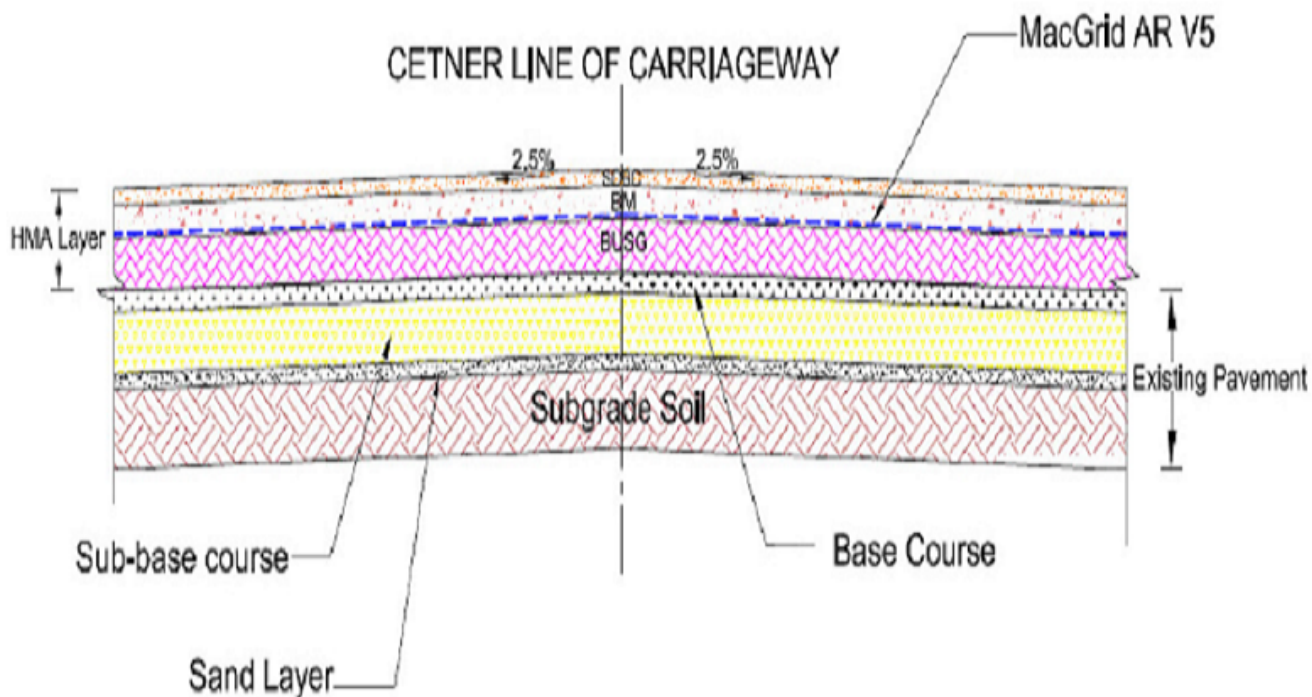 MacGrid AR V5
CETNER LINE OF CARRIAGEWAY
2.5% 2.5%
SDBC
BM
HMA Layer
BUSG
Existing Pavement
Subgrade Soil
Sub-base course
Base Course
Sand Layer